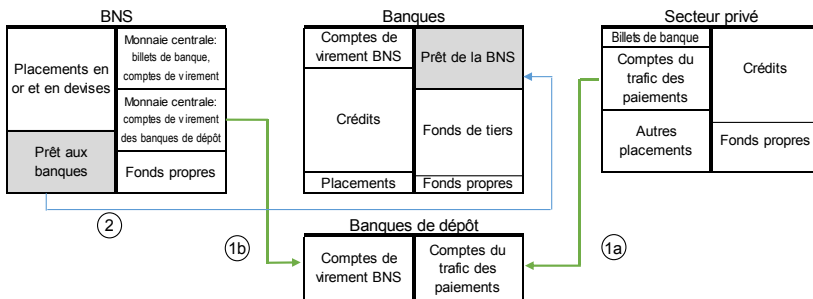 BNS
Placements en
or et en devises
Prêt aux
banques
Monnaie centrale:
billets de banque,
comptes de virement
Monnaie centrale:
comptes de virement
des banques de dépôt
Fonds propres
Banques
Comptes de
virement BNS
Crédits
Placements
Prêt de la BNS
Fonds de tiers
Fonds propres
Secteur privé
Billets de banque
Comptes du
trafic des
paiements
Autres
placements
Crédits
Fonds propres
2
1b
1a
Banques de dépôt
Comptes de
virement BNS
Comptes du
trafic des
paiements